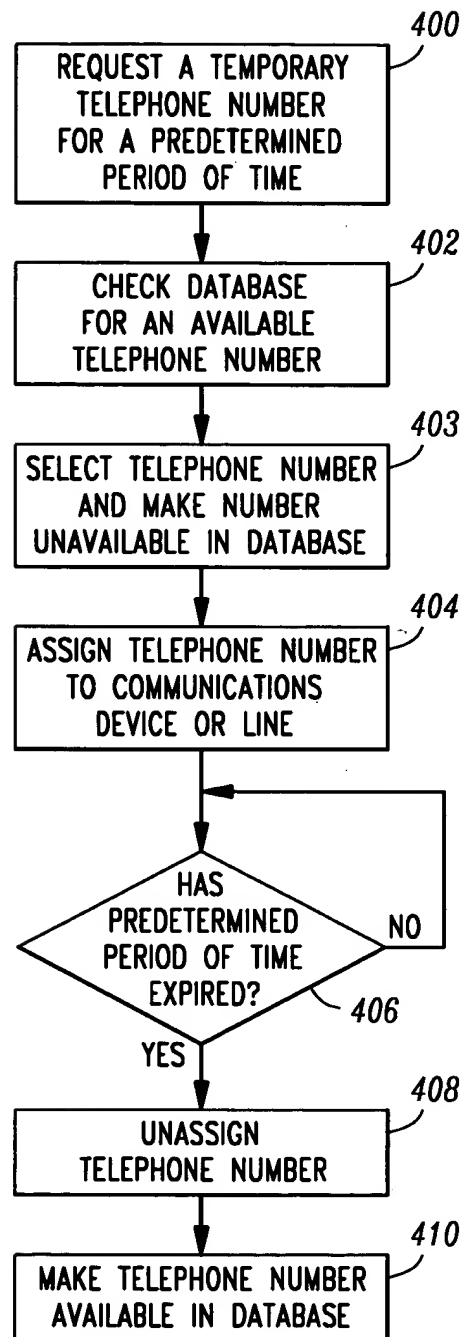 400
REQUEST A TEMPORARY
TELEPHONE NUMBER
FOR A PREDETERMINED
PERIOD OF TIME
402
CHECK DATABASE
FOR AN AVAILABLE
TELEPHONE NUMBER
403
SELECT TELEPHONE NUMBER
AND MAKE NUMBER
UNAVAILABLE IN DATABASE
404
ASSIGN TELEPHONE NUMBER
TO COMMUNICATIONS
DEVICE OR LINE
HAS
PREDETERMINED
PERIOD OF TIME
EXPIRED?
NO
406
YES
408
UNASSIGN
TELEPHONE NUMBER
410
MAKE TELEPHONE NUMBER
AVAILABLE IN DATABASE